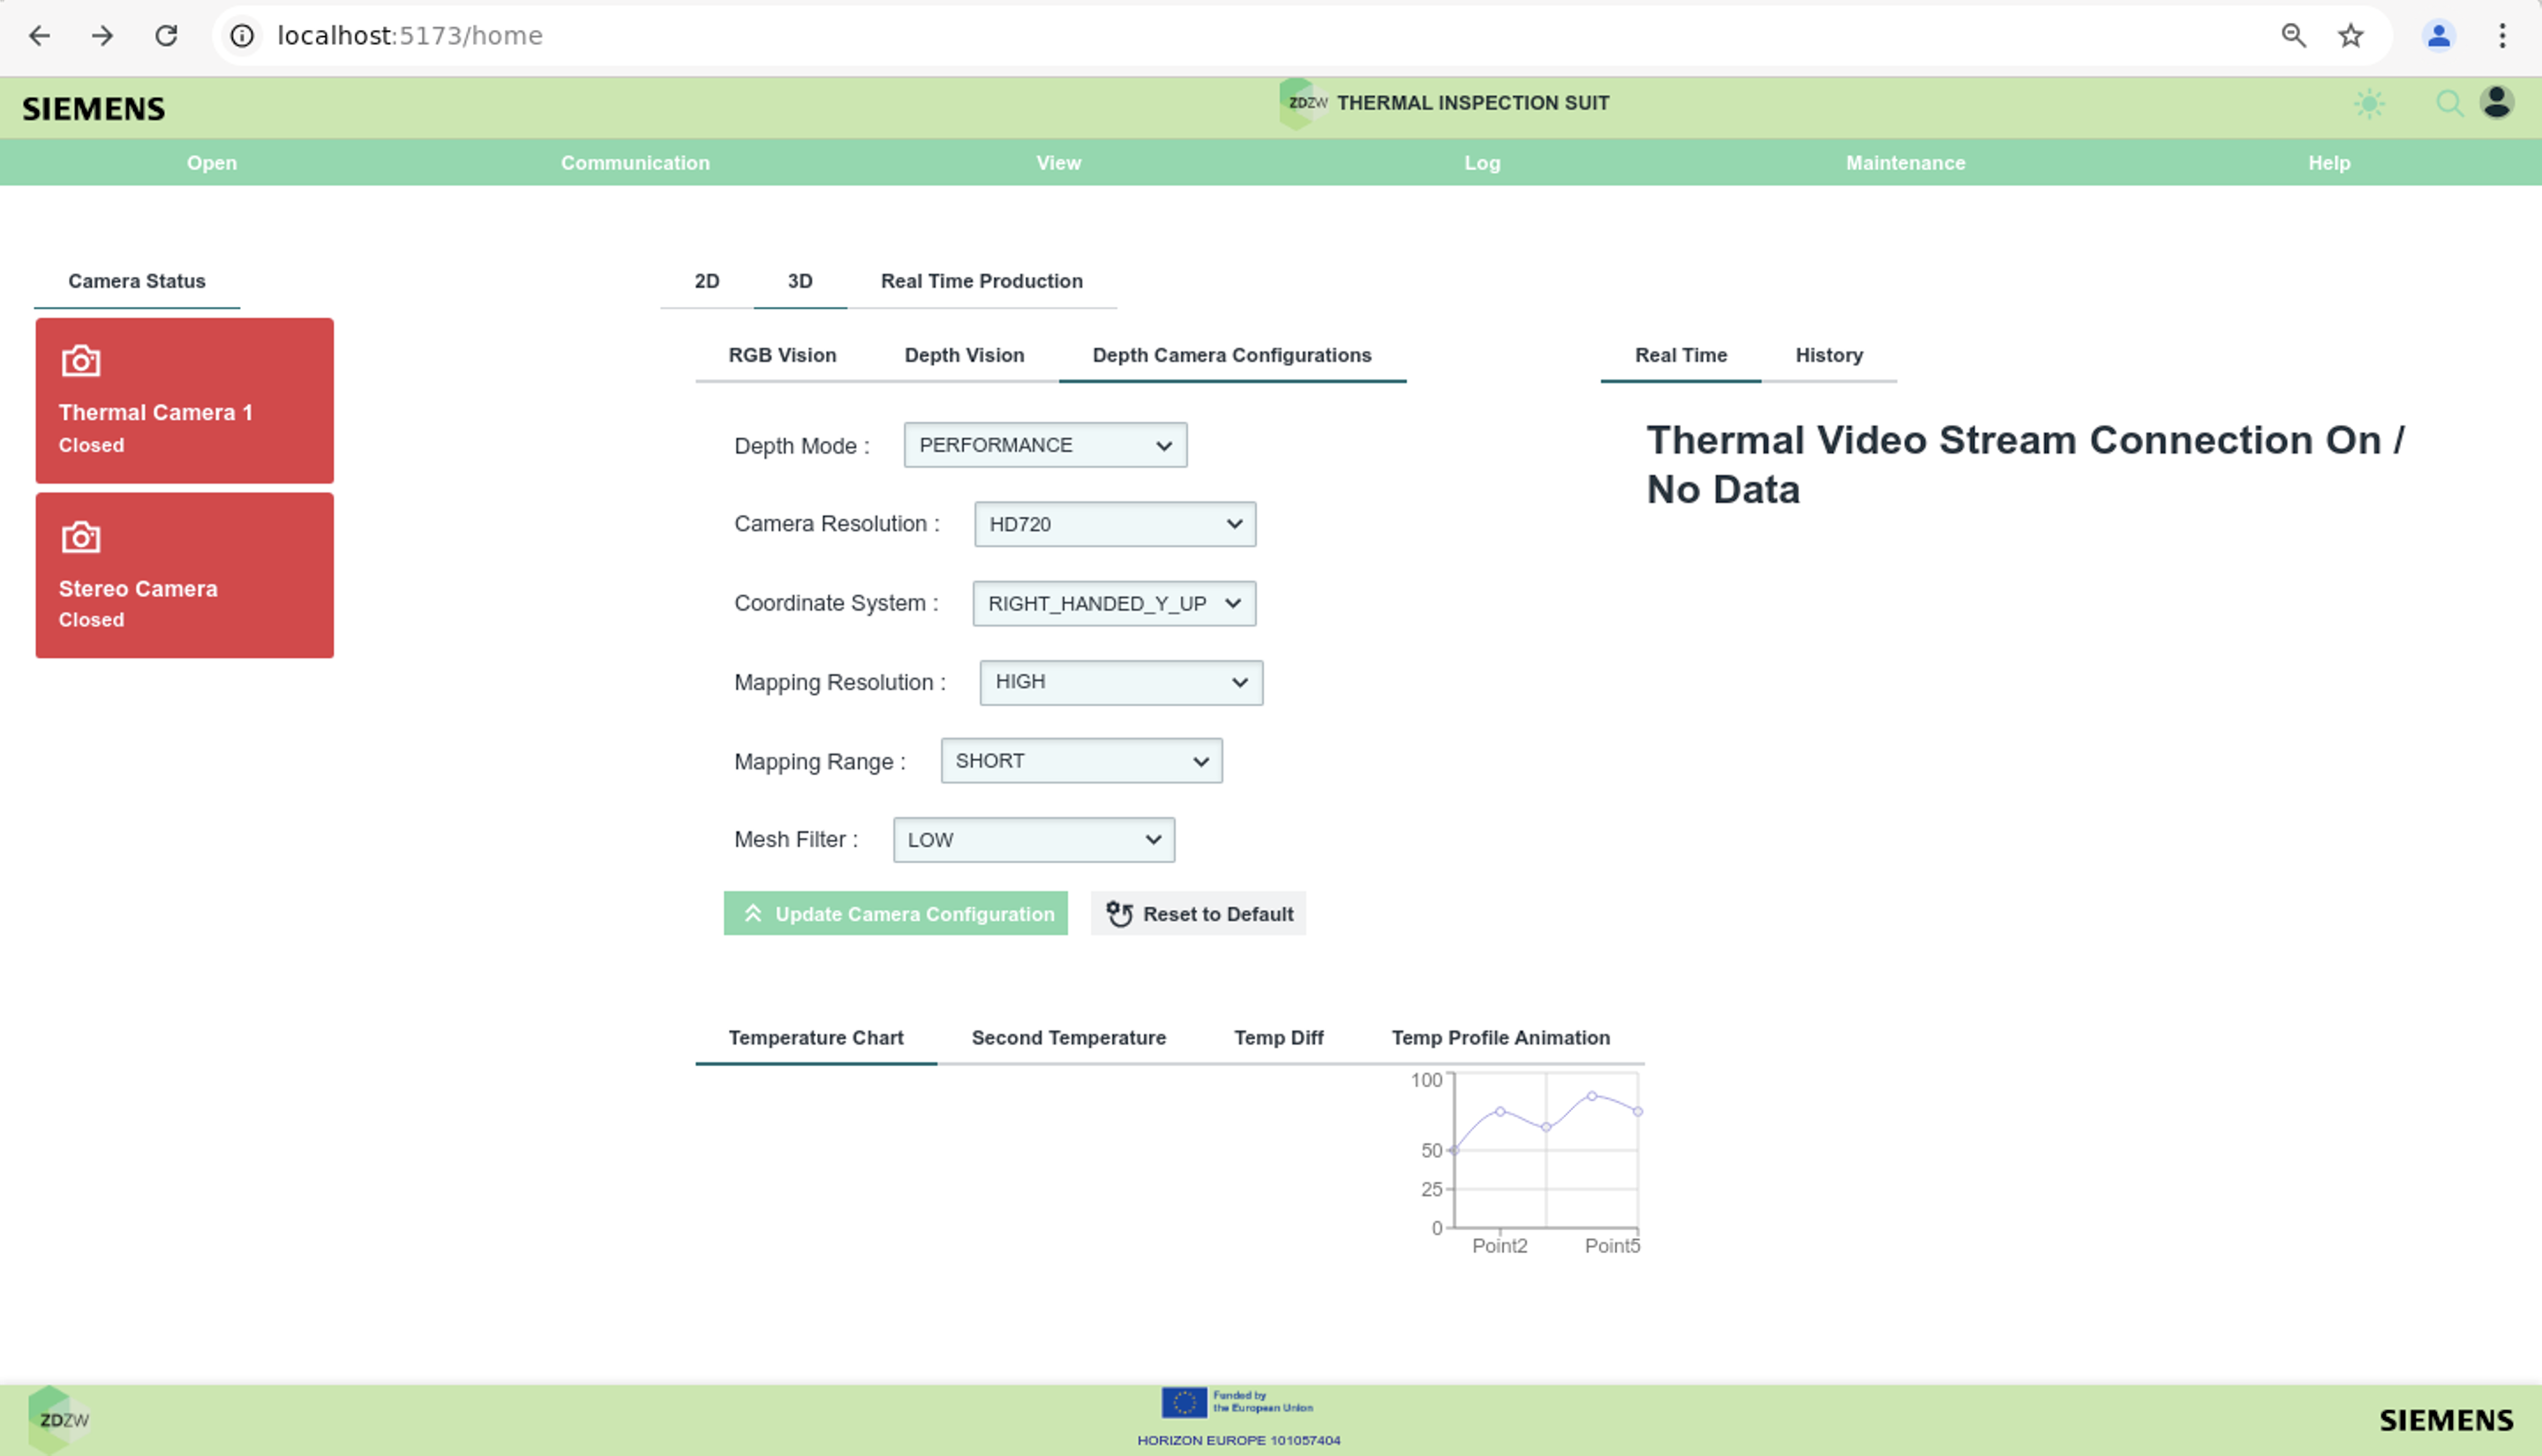 localhost:5173/home
SIEMENS
ZDZW THERMAL INSPECTION SUIT
Open Communication View Log Maintenance Help
Camera Status
Thermal Camera 1
Closed
Stereo Camera
Closed
2D 3D Real Time Production
RGB Vision Depth Vision Depth Camera Configurations
Depth Mode : PERFORMANCE
Camera Resolution : HD720
Coordinate System : RIGHT_HANDED_Y_UP
Mapping Resolution : HIGH
Mapping Range : SHORT
Mesh Filter : LOW
Update Camera Configuration Reset to Default
Real Time History
Thermal Video Stream Connection On /
No Data
Temperature Chart Second Temperature Temp Diff Temp Profile Animation
100
50
25
0
Point2 Point5
ZDZW
Funded by
the European Union
HORIZON EUROPE 101057404
SIEMENS